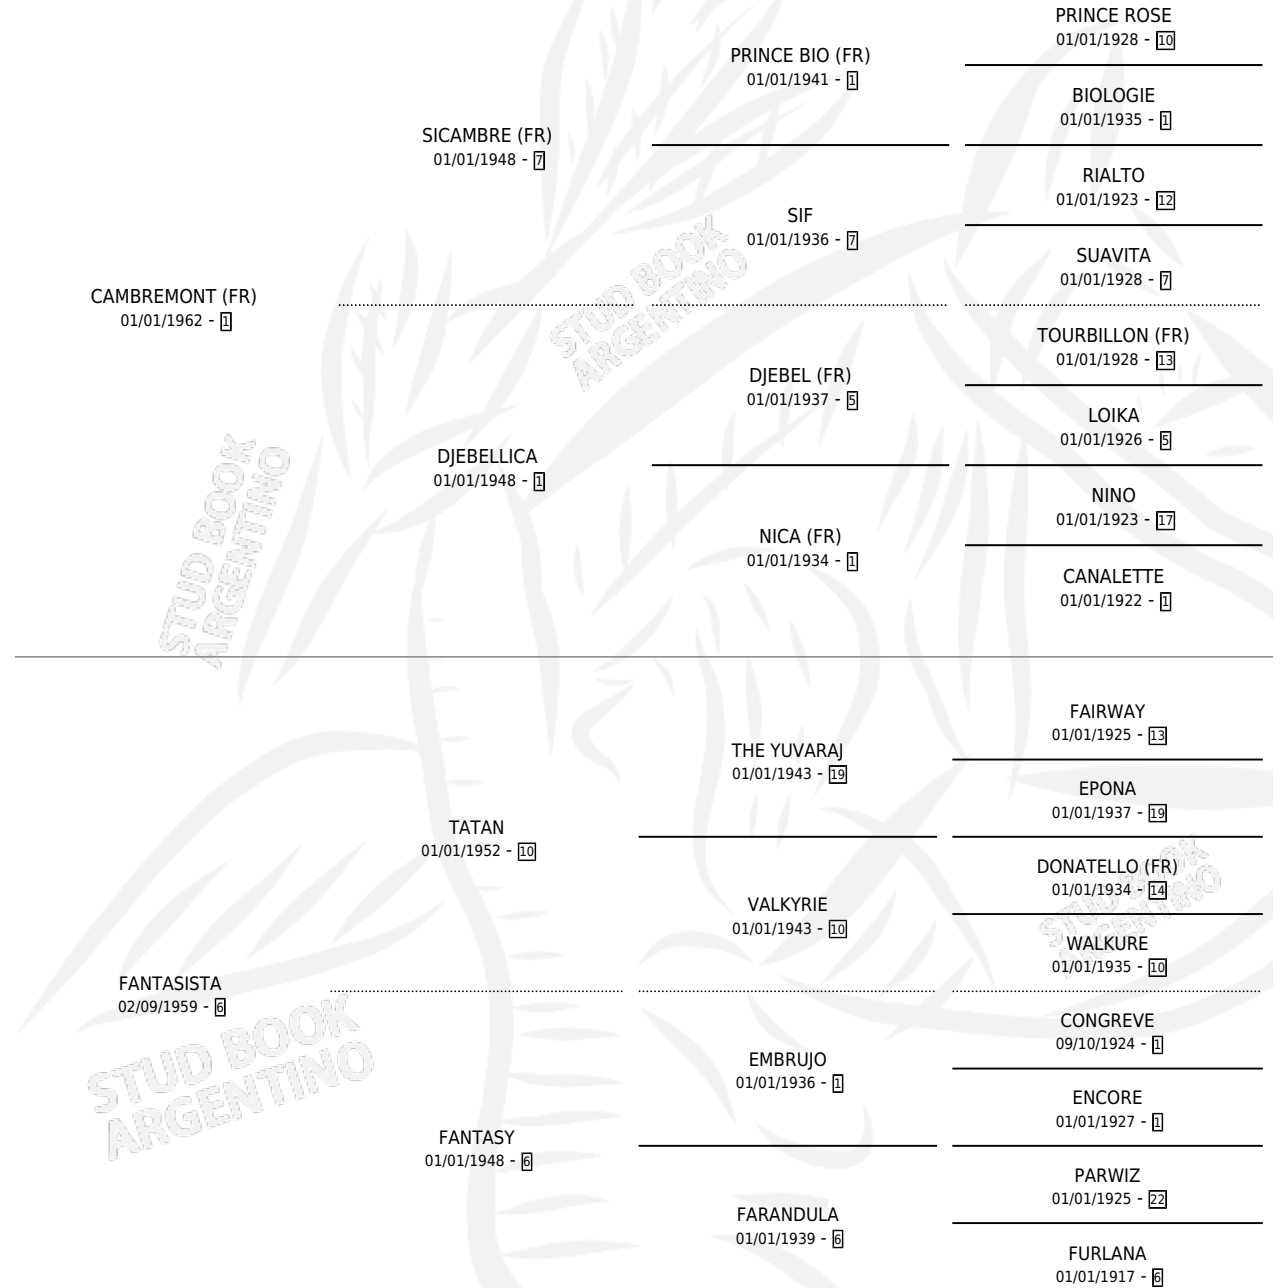 PRINCE ROSE
01/01/1928 - 10
PRINCE BIO (FR)
01/01/1941 - 1
BIOLOGIE
01/01/1935 - 1
SICAMBRE (FR)
01/01/1948 - 7
RIALTO
01/01/1923 - 12
SIF
01/01/1936 - 7
SUAVITA
01/01/1928 - 7
CAMBREMONT (FR)
01/01/1962 - 1
STUD BOOK
ARGENTINO
TOURBILLON (FR)
01/01/1928 - 13
DJEBEL (FR)
01/01/1937 - 5
LOIKA
01/01/1926 - 5
DJEBELLICA
01/01/1948 - 1
STUD BOOK
ARGENTINO
NINO
01/01/1923 - 17
NICA (FR)
01/01/1934 - 1
CANALETTE
01/01/1922 - 1
FAIRWAY
01/01/1925 - 13
THE YUVARAJ
01/01/1943 - 19
EPONA
01/01/1937 - 19
TATAN
01/01/1952 - 10
DONATELLO (FR)
01/01/1934 - 14
STUD BOOK
ARGENTINO
VALKYRIE
01/01/1943 - 10
WALKURE
01/01/1935 - 10
FANTASISTA
02/09/1959 - 6
STUD BOOK
ARGENTINO
CONGREVE
09/10/1924 - 1
EMBRUJO
01/01/1936 - 1
ENCORE
01/01/1927 - 1
FANTASY
01/01/1948 - 6
PARWIZ
01/01/1925 - 22
FARANDULA
01/01/1939 - 6
FURLANA
01/01/1917 - 6